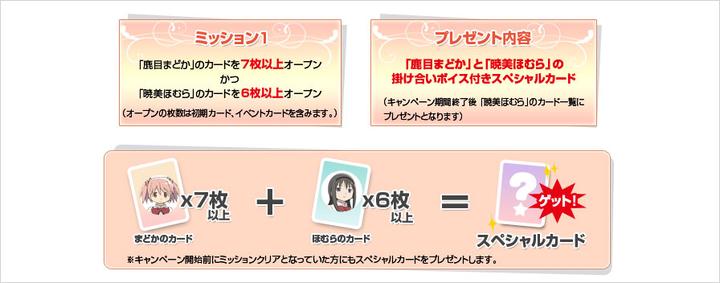 ミッション1
「鹿目まどか」のカードを7枚以上オープン
かつ
「暁美ほむら」のカードを6枚以上オープン
(オープンの枚数は初期カード、イベントカードを含みます。)
プレゼント内容
「鹿目まどか」と「暁美ほむら」の
掛け合いボイス付きスペシャルカード
(キャンペーン期間終了後「暁美ほむら」のカード一覧に
プレゼントとなります)
x7枚
以上
まどかのカード
+
x6枚
以上
ほむらのカード
=
?
ゲット!
スペシャルカード
※キャンペーン開始前にミッションクリアとなっていた方にもスペシャルカードをプレゼントします。